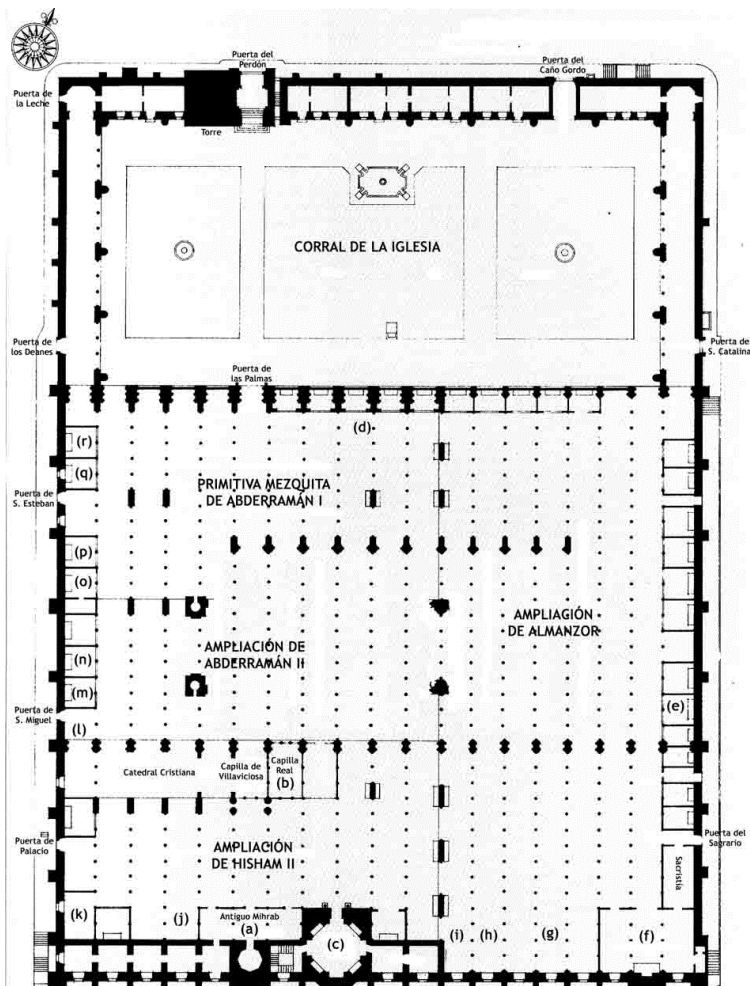 Puerta del
Perdón
Puerta del
Caño Gordo
Puerta de
la Leche
Torre
CORRAL DE LA IGLESIA
Puerta de
los Deanes
Puerta de
las Palmas
Puerta de
S. Catalina
(d)
(r)
(q)
PRIMITIVA MEZQUITA
DE ABDERRAMÁN I
Puerta de
S. Esteban
(p)
(o)
AMPLIAGIÓN
DE ALMANZOR
AMPLIACIÓN DE
ABDERRAMÁN II
(n)
(m)
(e)
Puerta de
S. Miguel
(l)
Catedral Cristiana
Capilla de
Villaviciosa
Capilla
Real
(b)
Puerta de
Palacio
AMPLIACIÓN
DE HISHAM II
Puerta del
Sagrario
Sacristía
(k)
(j)
Antiguo Mihrab
(a)
(c)
(i)
(h)
(g)
(f)